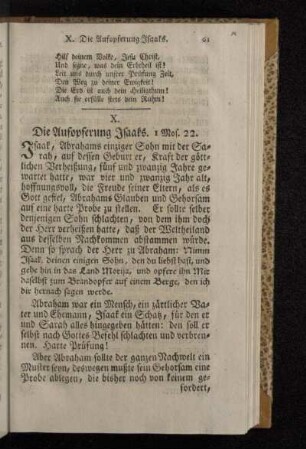 X. Die Aufopferung Isaaks.
Hilf deinem Volke, Jesu Christ,
Und segne, was dein Erbtheil ist!
Leit uns durch unsrer Prüfung Zeit,
Den Weg zu deiner Ewigkeit!
Die Erd ist auch dein Heiligthum!
Auch sie erfülle stets dein Ruhm!
X.
Die Aufopferung Isaaks. 1 Mos. 22.
Isaak, Abrahams einziger Sohn mit der Sa-
rah, auf dessen Geburt er, Kraft der gött-
lichen Verheißung, fünf und zwanzig Jahre ge-
wartet hatte, war vier und zwanzig Jahr alt,
hoffnungsvoll, die Freude seiner Eltern, als es
Gott gefiel, Abrahams Glauben und Gehorsam
auf eine harte Probe zu stellen. Er sollte selber
denjenigen Sohn schlachten, von dem ihm doch
der Herr verheißen hatte, daß der Weltheiland
aus desselben Nachkommen abstammen würde.
Denn so sprach der Herr zu Abraham: Nimm
Isaak, deinen einigen Sohn, den du liebhast, und
gehe hin in das Land Morija, und opfere ihn mir
daselbst zum Brandopfer auf einem Berge, den ich
dir hernach sagen werde.
Abraham war ein Mensch, ein zärtlicher Va-
ter und Ehemann, Isaak ein Schatz, für den er
und Sarah alles hingegeben hätten: den soll er
selbst nach Gottes Befehl schlachten und verbren-
nen. Harte Prüfung!
Aber Abraham sollte der ganzen Nachwelt ein
Muster seyn, deswegen mußte sein Gehorsam eine
Probe ablegen, die bisher noch von keinem ge-
fordert,